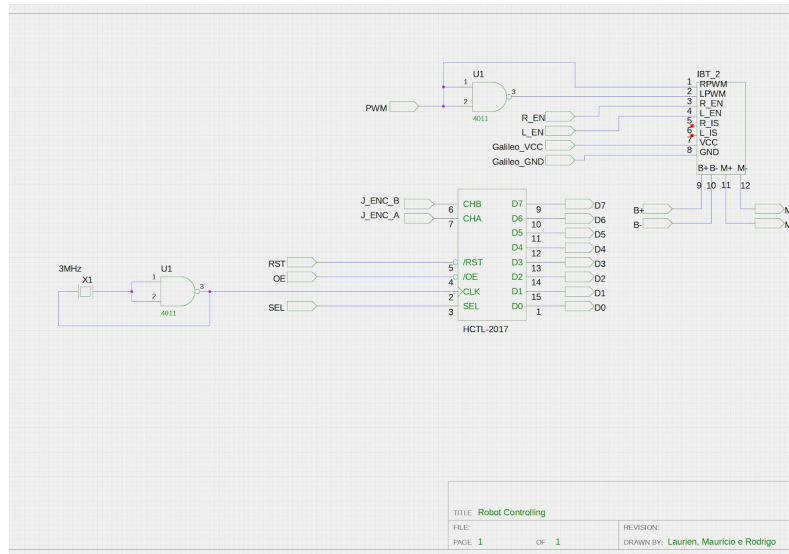 U1
1
2
3
4011
PWM
IBT_2
1 RPWM
2 LPWM
3 R_EN
4 L_EN
5 R_IS
6 L_IS
7 VCC
8 GND
B+ B- M+ M-
9 10 11 12
R_EN
L_EN
Galileo_VCC
Galileo_GND
B+
B-
M
M
J_ENC_B
J_ENC_A
6 CHB
7 CHA
5 /RST
4 /OE
2 CLK
3 SEL
D7 9 D7
D6 10 D6
D5 11 D5
D4 12 D4
D3 13 D3
D2 14 D2
D1 15 D1
D0 1 D0
HCTL-2017
RST
OE
SEL
3MHz
X1
U1
1
2
3
4011
TITLE Robot Controlling
FILE:
REVISION:
PAGE 1 OF 1
DRAWN BY: Laurien, Maurício e Rodrigo